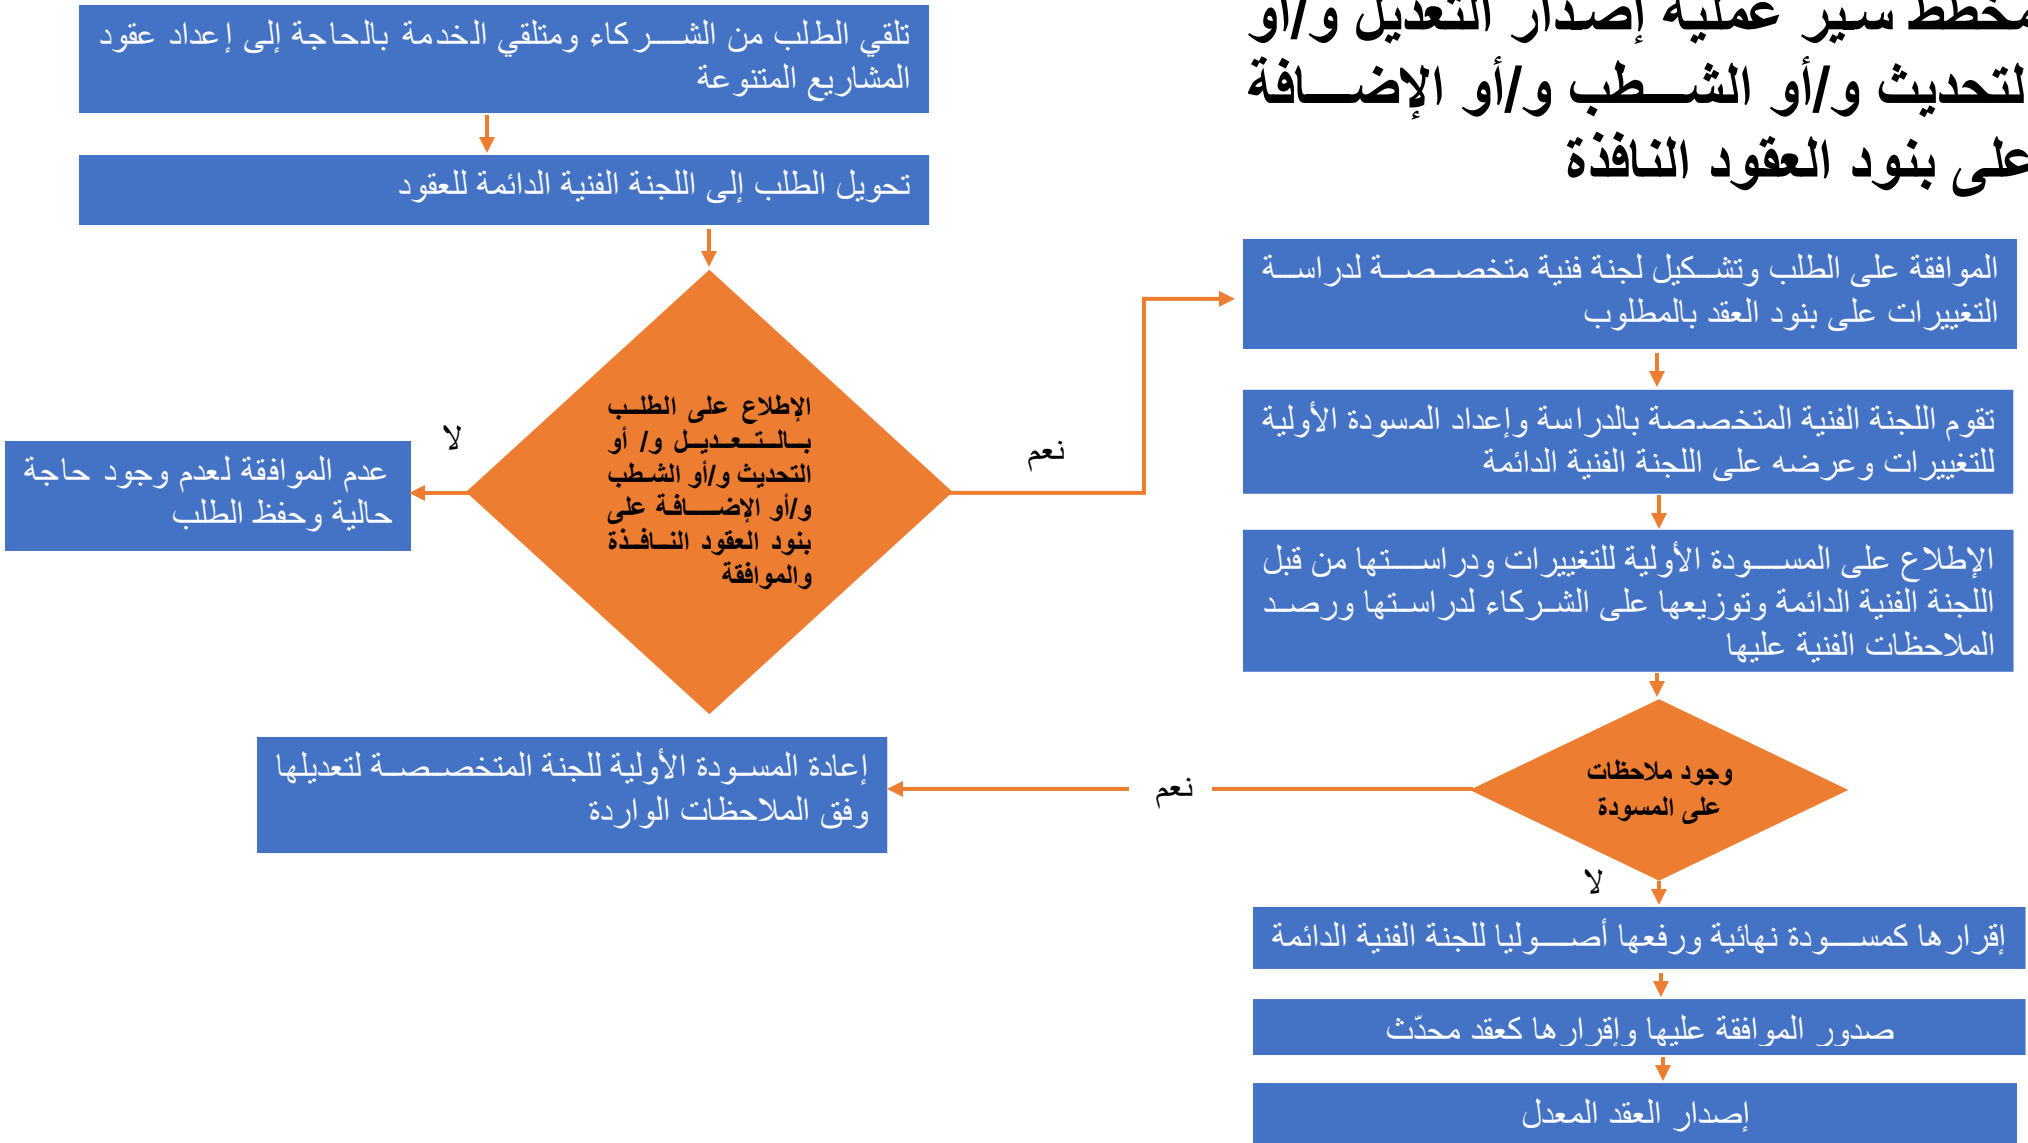 مخطط سير عملية إصدار التعديل و/أو
لتحديث و/أو الشطب و/أو الإضافة
على بنود العقود النافذة
تلقي الطلب من الشركاء ومتلقي الخدمة بالحاجة إلى إعداد عقود
المشاريع المتنوعة
تحويل الطلب إلى اللجنة الفنية الدائمة للعقود
الإطلاع على الطلب
بالتعديل و/ أو
التحديث و/أو الشطب
و/أو الإضافة على
بنود العقود النافذة
والموافقة
لا
عدم الموافقة لعدم وجود حاجة
حالية وحفظ الطلب
نعم
الموافقة على الطلب وتشكيل لجنة فنية متخصصة لدراسة
التغييرات على بنود العقد بالمطلوب
تقوم اللجنة الفنية المتخصصة بالدراسة وإعداد المسودة الأولية
للتغييرات وعرضه على اللجنة الفنية الدائمة
الإطلاع على المسودة الأولية للتغييرات ودراستها من قبل
اللجنة الفنية الدائمة وتوزيعها على الشركاء لدراستها ورصد
الملاحظات الفنية عليها
وجود ملاحظات
على المسودة
نعم
إعادة المسودة الأولية للجنة المتخصصة لتعديلها
وفق الملاحظات الواردة
لا
إقرارها كمسودة نهائية ورفعها أصوليا للجنة الفنية الدائمة
صدور الموافقة عليها وإقرارها كعقد محدّث
إصدار العقد المعدل